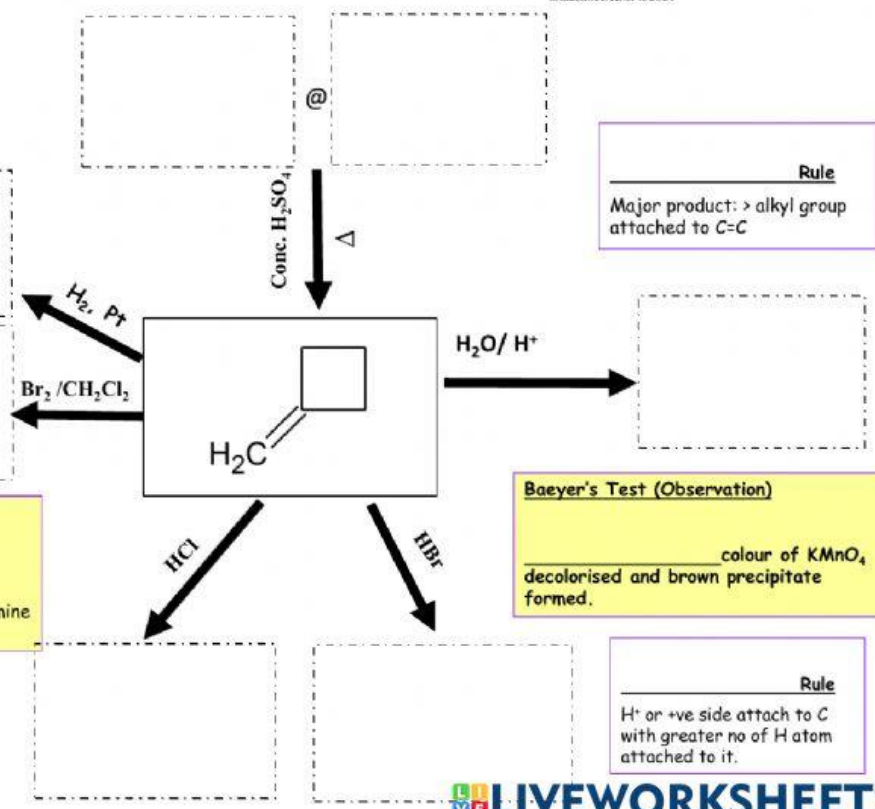 @
Conc. H₂SO₄
△
Rule
Major product: > alkyl group
attached to C=C
H₂, Pt
H₂O/ H⁺
Br₂ /CH₂Cl₂
H₂C
Baeyer's Test (Observation)
colour of KMnO₄
decolorised and brown precipitate
formed.
HCl
HBr
Rule
H⁺ or +ve side attach to C
with greater no of H atom
attached to it.
LIVEWORKSHEET